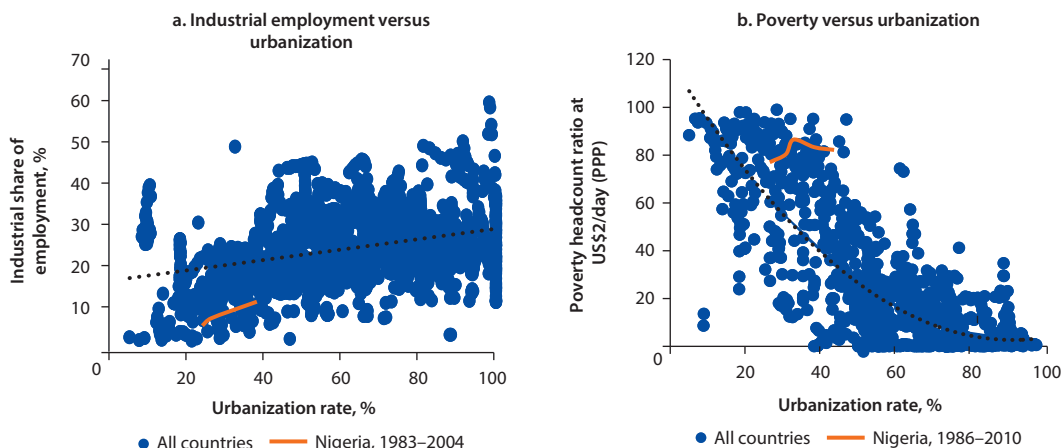 a. Industrial employment versus
urbanization
Industrial share of
employment, %
70
60
50
40
30
20
10
0
20
40
60
80
100
Urbanization rate, %
All countries
Nigeria, 1983–2004
b. Poverty versus urbanization
Poverty headcount ratio at
US$2/day (PPP)
120
100
80
60
40
20
0
20
40
60
80
100
Urbanization rate, %
All countries
Nigeria, 1986–2010